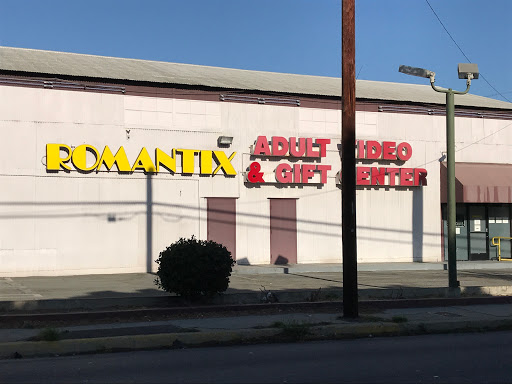 ROMANTIX
ADULT VIDEO
& GIFT CENTER